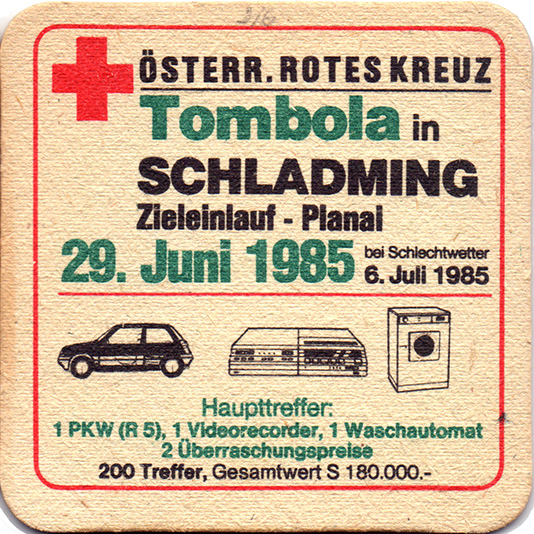 ÖSTERR. ROTES KREUZ
Tombola in
SCHLADMING
Zieleinlauf - Planai
29. Juni 1985
bei Schlechtwetter
6. Juli 1985
Haupttreffer:
1 PKW (R 5), 1 Videorecorder, 1 Waschautomat
2 Überraschungspreise
200 Treffer, Gesamtwert S 180.000.-